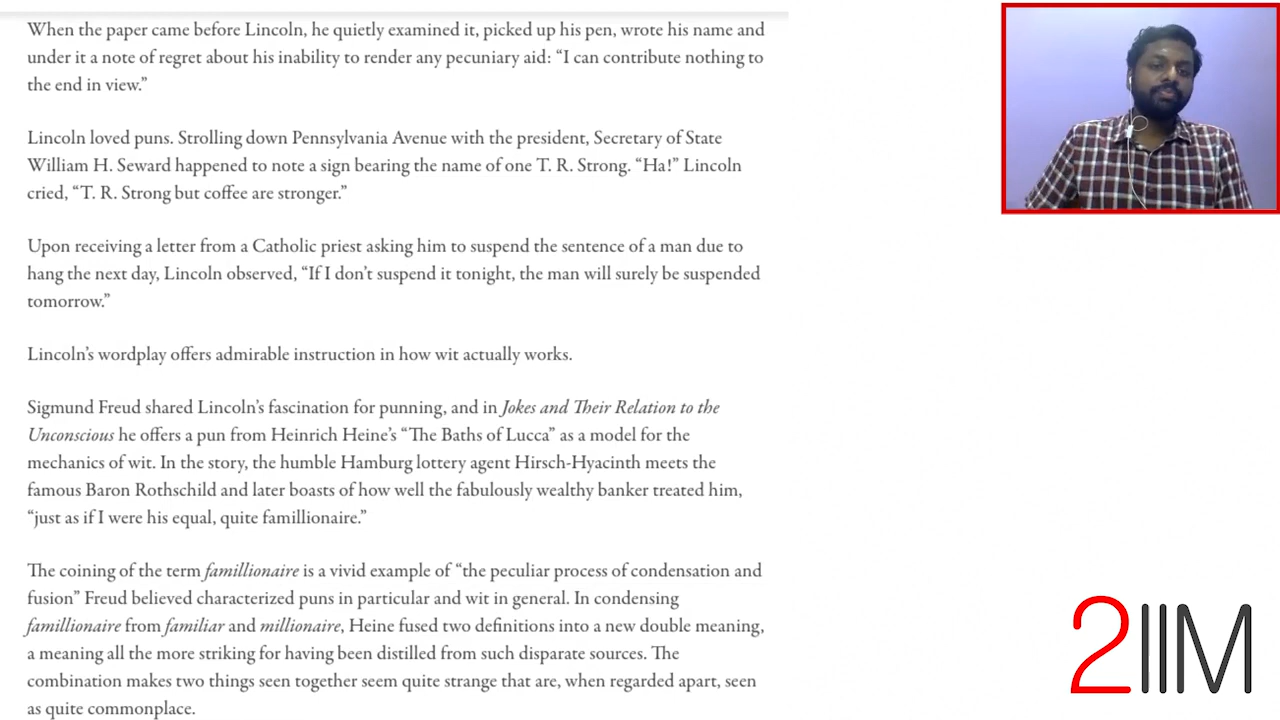 When the paper came before Lincoln, he quietly examined it, picked up his pen, wrote his name and
under it a note of regret about his inability to render any pecuniary aid: “I can contribute nothing to
the end in view.”
Lincoln loved puns. Strolling down Pennsylvania Avenue with the president, Secretary of State
William H. Seward happened to note a sign bearing the name of one T. R. Strong. “Ha!” Lincoln
cried, “T. R. Strong but coffee are stronger.”
Upon receiving a letter from a Catholic priest asking him to suspend the sentence of a man due to
hang the next day, Lincoln observed, “If I don’t suspend it tonight, the man will surely be suspended
tomorrow.”
Lincoln’s wordplay offers admirable instruction in how wit actually works.
Sigmund Freud shared Lincoln’s fascination for punning, and in Jokes and Their Relation to the
Unconscious he offers a pun from Heinrich Heine’s “The Baths of Lucca” as a model for the
mechanics of wit. In the story, the humble Hamburg lottery agent Hirsch-Hyacinth meets the
famous Baron Rothschild and later boasts of how well the fabulously wealthy banker treated him,
“just as if I were his equal, quite famillionaire.”
The coining of the term famillionaire is a vivid example of “the peculiar process of condensation and
fusion” Freud believed characterized puns in particular and wit in general. In condensing
famillionaire from familiar and millionaire, Heine fused two definitions into a new double meaning,
a meaning all the more striking for having been distilled from such disparate sources. The
combination makes two things seen together seem quite strange that are, when regarded apart, seen
as quite commonplace.
2IIM